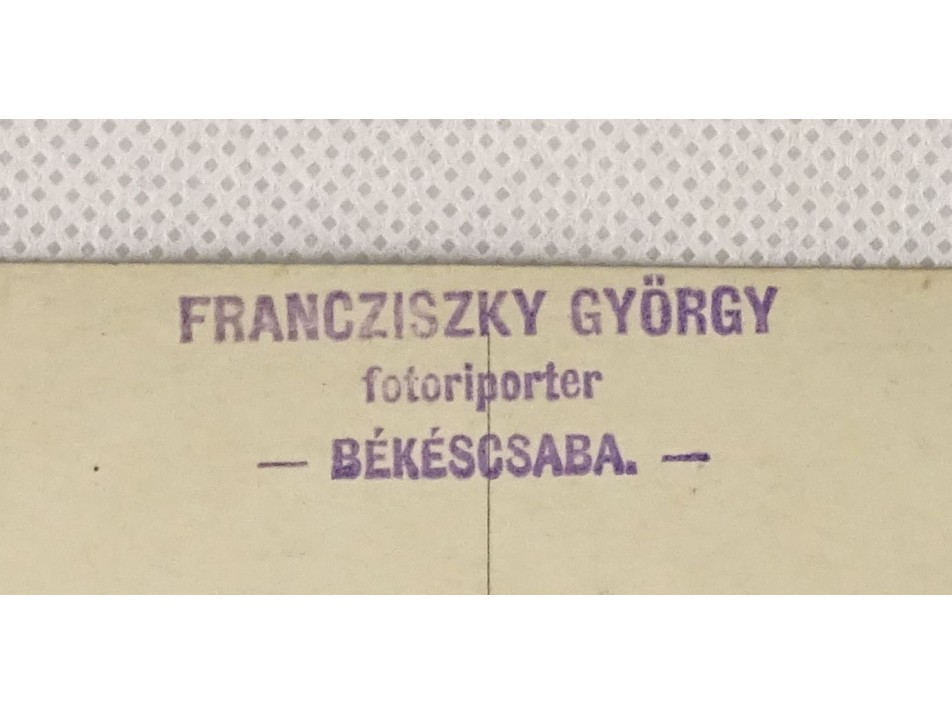 FRANCZISZKY GYÖRGY
fotoriporter
— BÉKÉSCSABA. —